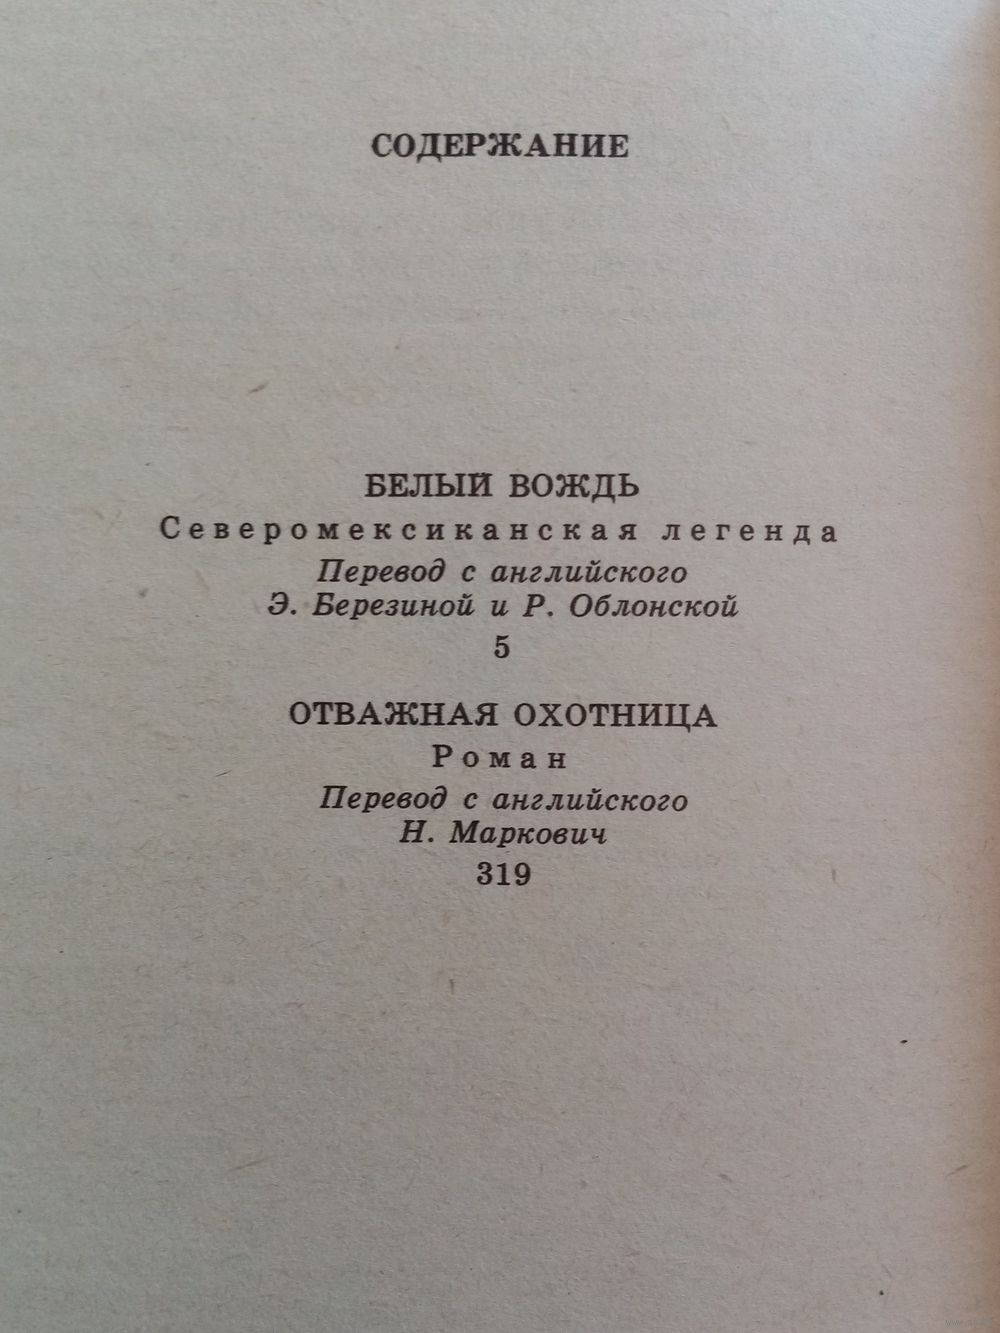 СОДЕРЖАНИЕ
БЕЛЫЙ ВОЖДЬ
Северомексиканская легенда
Перевод с английского
Э. Березиной и Р. Облонской
5
ОТВАЖНАЯ ОХОТНИЦА
Роман
Перевод с английского
Н. Маркович
319